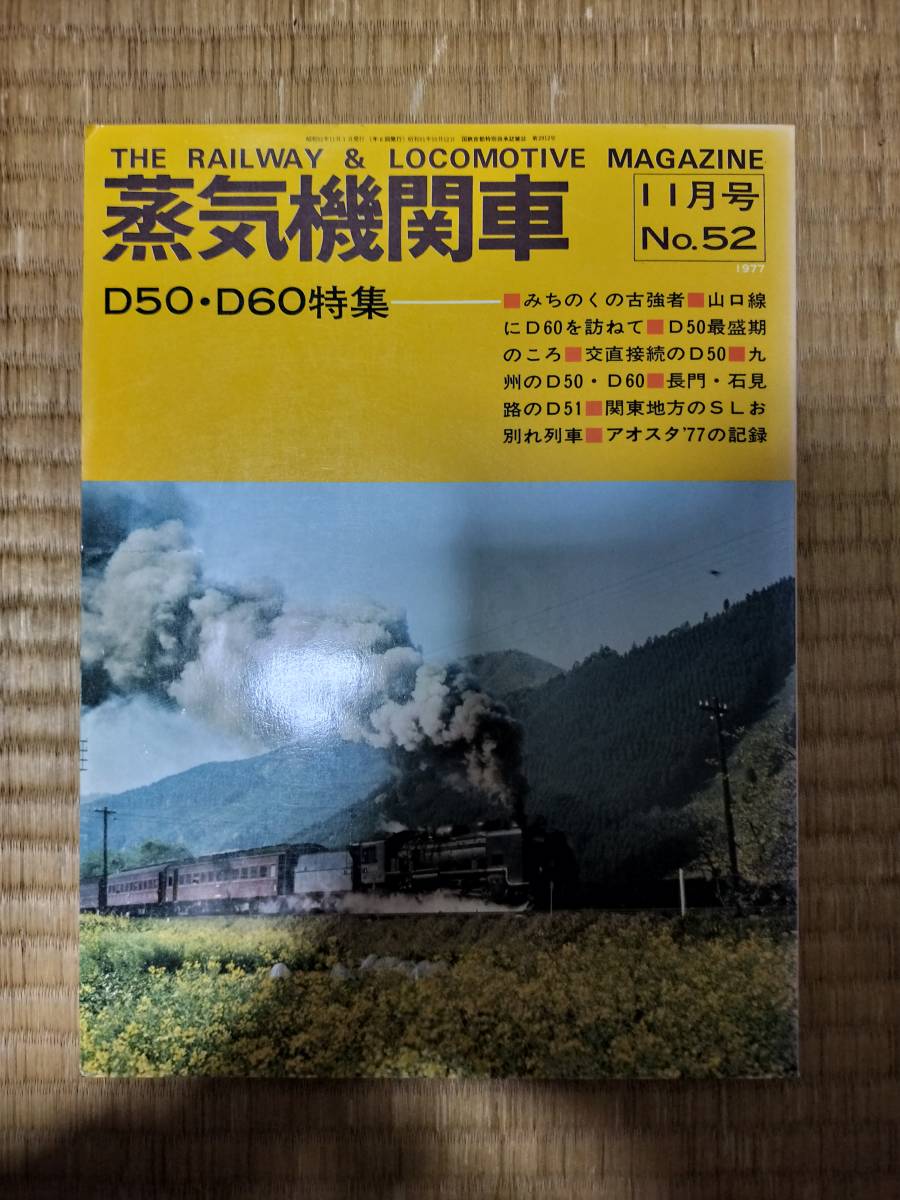 THE RAILWAY & LOCOMOTIVE MAGAZINE
蒸気機関車
11月号
No.52
1977
D50・D60特集
■みちのくの古強者■山口線
にD60を訪ねて■D50最盛期
のころ■交直接続のD50■九
州のD50・D60■長門・石見
路のD51■関東地方のSLお
別れ列車■アオスタ'77の記録